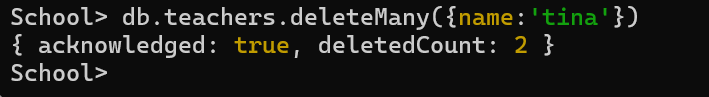 School> db.teachers.deleteMany({name:'tina'})
{ acknowledged: true, deletedCount: 2 }
School>